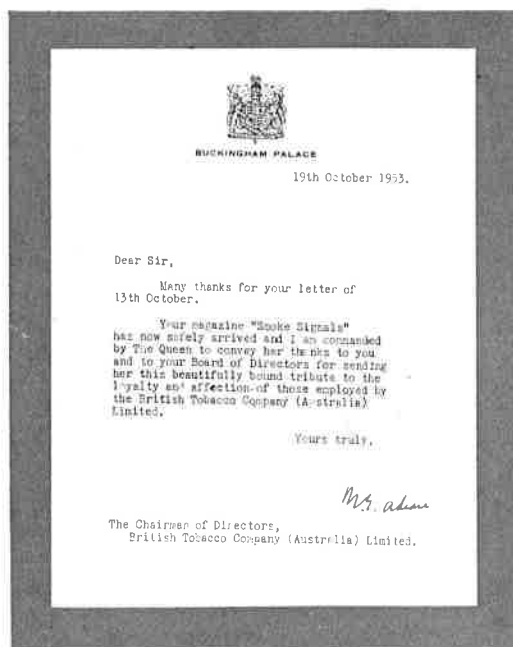 BUCKINGHAM PALACE
19th October 1953.
Dear Sir,
Many thanks for your letter of
13th October.
Your magazine "Smoke Signals"
has now safely arrived and I am commanded
by The Queen to convey her thanks to you
and to your Board of Directors for sending
her this beautifully bound tribute to the
loyalty and affection of those employed by
the British Tobacco Company (Australia)
Limited.
Yours truly,
M.E. Adeane
The Chairman of Directors,
British Tobacco Company (Australia) Limited.